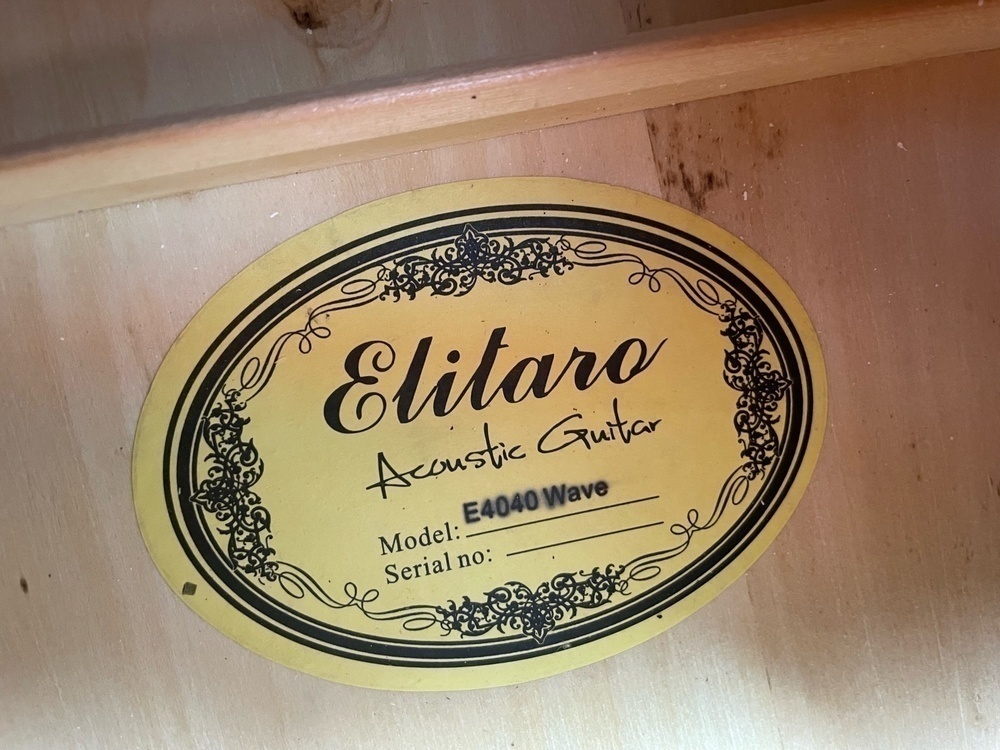 Elitaro
Acoustic Guitar
Model: E4040 Wave
Serial no: